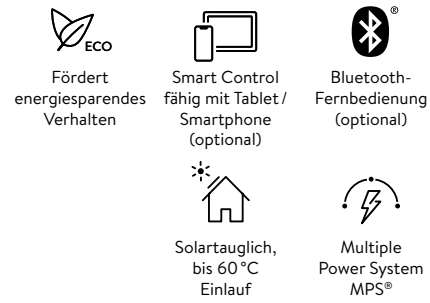 ECO
Fördert
energiesparendes
Verhalten
Smart Control
fähig mit Tablet /
Smartphone
(optional)
®
Bluetooth-
Fernbedienung
(optional)
Solartauglich,
bis 60 °C
Einlauf
Multiple
Power System
MPS®